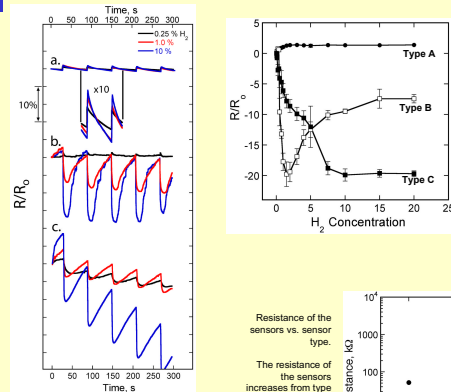 Time, s
0 50 100 150 200 250 300
0.25 % H2
1.0 %
10 %
a.
x10
10%
b.
R/Ro
c.
0 50 100 150 200 250 300
Time, s
5
0
-5
-10
-15
-20
R/Ro
Type A
Type B
Type C
0 5 10 15 20 25
H2 Concentration
Resistance of the
sensors vs. sensor
type.
The resistance of
the sensors
increases from type
10^4
1000
100
kΩ